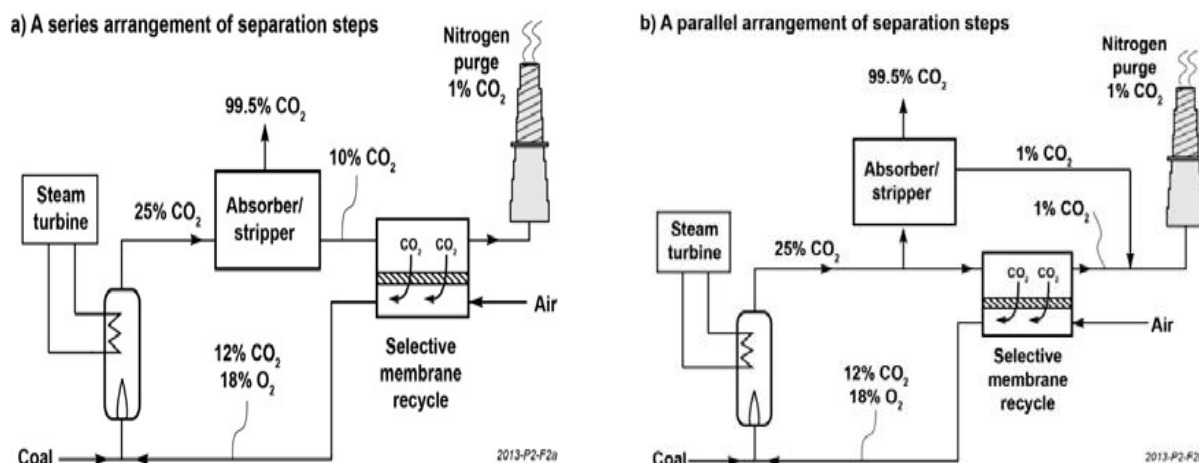 a) A series arrangement of separation steps
Nitrogen
purge
1% CO₂
99.5% CO₂
10% CO₂
Steam
turbine
25% CO₂
Absorber/
stripper
CO₂ CO₂
Air
12% CO₂
18% O₂
Selective
membrane
recycle
Coal
2013-P2-F2a
b) A parallel arrangement of separation steps
Nitrogen
purge
1% CO₂
99.5% CO₂
Absorber/
stripper
1% CO₂
1% CO₂
Steam
turbine
25% CO₂
CO₂ CO₂
Air
12% CO₂
18% O₂
Selective
membrane
recycle
Coal